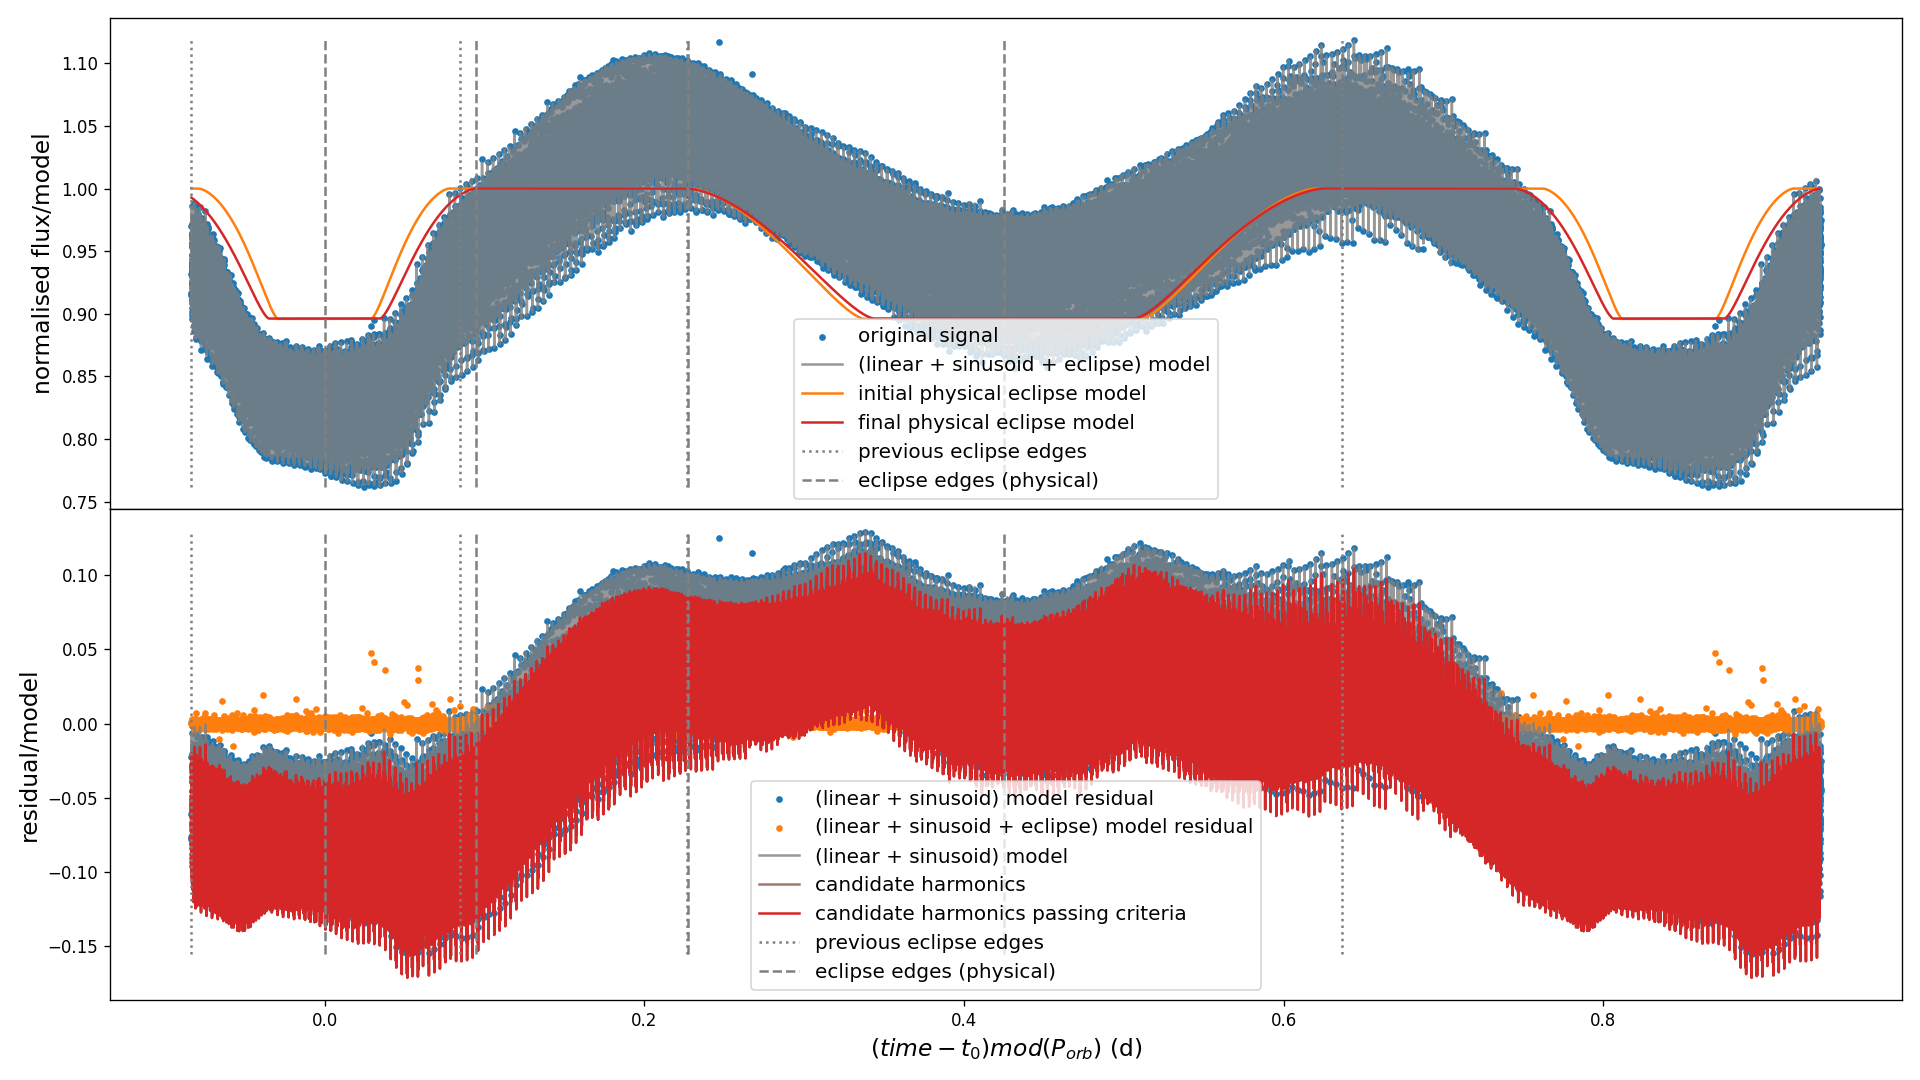 normalised flux/model
1.10
1.05
1.00
0.95
0.90
0.85
0.80
0.75
original signal
(linear + sinusoid + eclipse) model
initial physical eclipse model
final physical eclipse model
previous eclipse edges
eclipse edges (physical)
residual/model
0.10
0.05
0.00
−0.05
−0.10
−0.15
(linear + sinusoid) model residual
(linear + sinusoid + eclipse) model residual
(linear + sinusoid) model
candidate harmonics
candidate harmonics passing criteria
previous eclipse edges
eclipse edges (physical)
0.0 0.2 0.4 0.6 0.8
(time − t₀)mod(Pₒᵣb) (d)